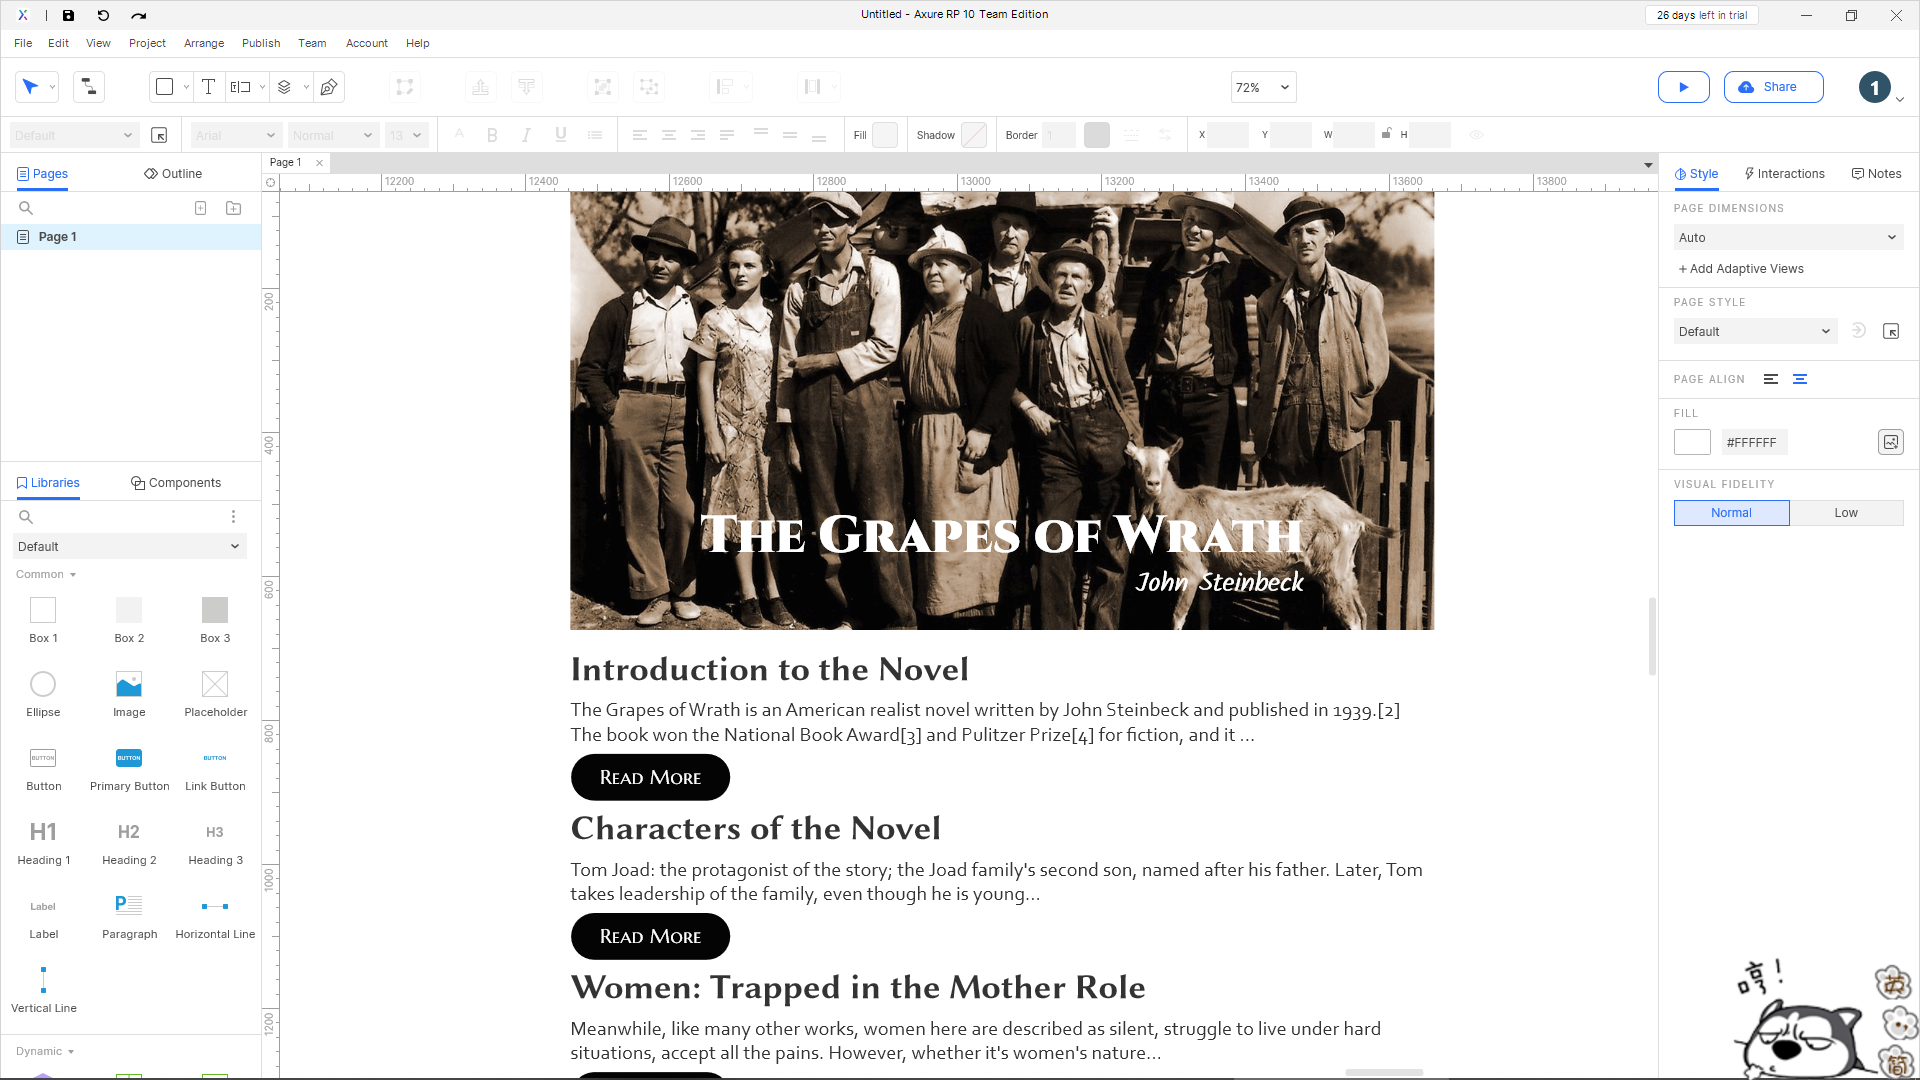 Untitled - Axure RP 10 Team Edition
26 days left in trial
File Edit View Project Arrange Publish Team Account Help
72%
Share
1
Default
Arial
Normal
13
Fill
Shadow
Border
1
X
Y
W
H
Pages
Outline
Page 1
12200 12400 12600 12800 13000 13200 13400 13600 13800
200
400
600
800
1000
1200
Style
Interactions
Notes
Page 1
PAGE DIMENSIONS
Auto
+ Add Adaptive Views
PAGE STYLE
Default
PAGE ALIGN
FILL
#FFFFFF
VISUAL FIDELITY
Normal
Low
Libraries
Components
Default
Common
Box 1
Box 2
Box 3
Ellipse
Image
Placeholder
BUTTON
BUTTON
BUTTON
Button
Primary Button
Link Button
H1
H2
H3
Heading 1
Heading 2
Heading 3
Label
Label
Paragraph
Horizontal Line
Vertical Line
Dynamic
The Grapes of Wrath
John Steinbeck
Introduction to the Novel
The Grapes of Wrath is an American realist novel written by John Steinbeck and published in 1939.[2]
The book won the National Book Award[3] and Pulitzer Prize[4] for fiction, and it ...
Read More
Characters of the Novel
Tom Joad: the protagonist of the story; the Joad family's second son, named after his father. Later, Tom
takes leadership of the family, even though he is young...
Read More
Women: Trapped in the Mother Role
Meanwhile, like many other works, women here are described as silent, struggle to live under hard
situations, accept all the pains. However, whether it's women's nature...
哼!
英
简